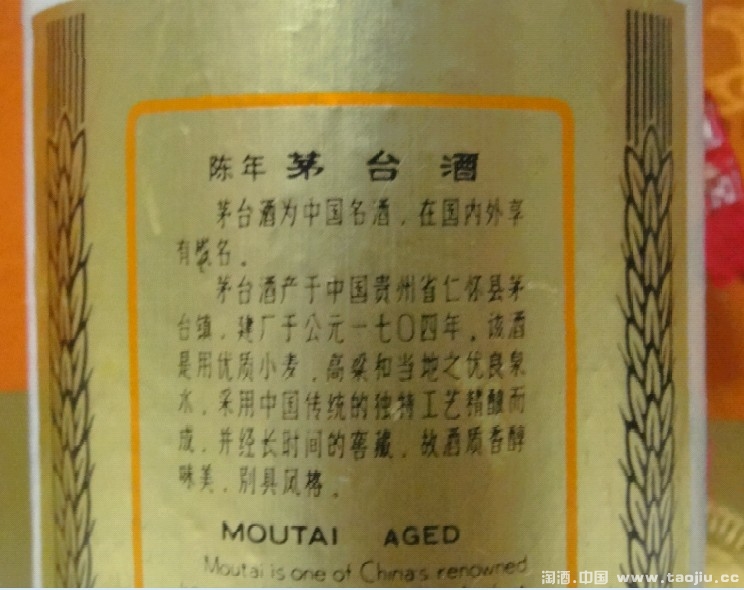 陈年 茅台酒
茅台酒为中国名酒，在国内外享
有盛名。
茅台酒产于中国贵州省仁怀县茅
台镇，建厂于公元一七〇四年。该酒
是用优质小麦，高粱和当地之优良泉
水，采用中国传统的独特工艺精酿而
成，并经长时间的窖藏，故酒质香醇
味美，别具风格。
MOUTAI AGED
Moutai is one of China's renowned
淘酒.中国 www.taojiu.cc